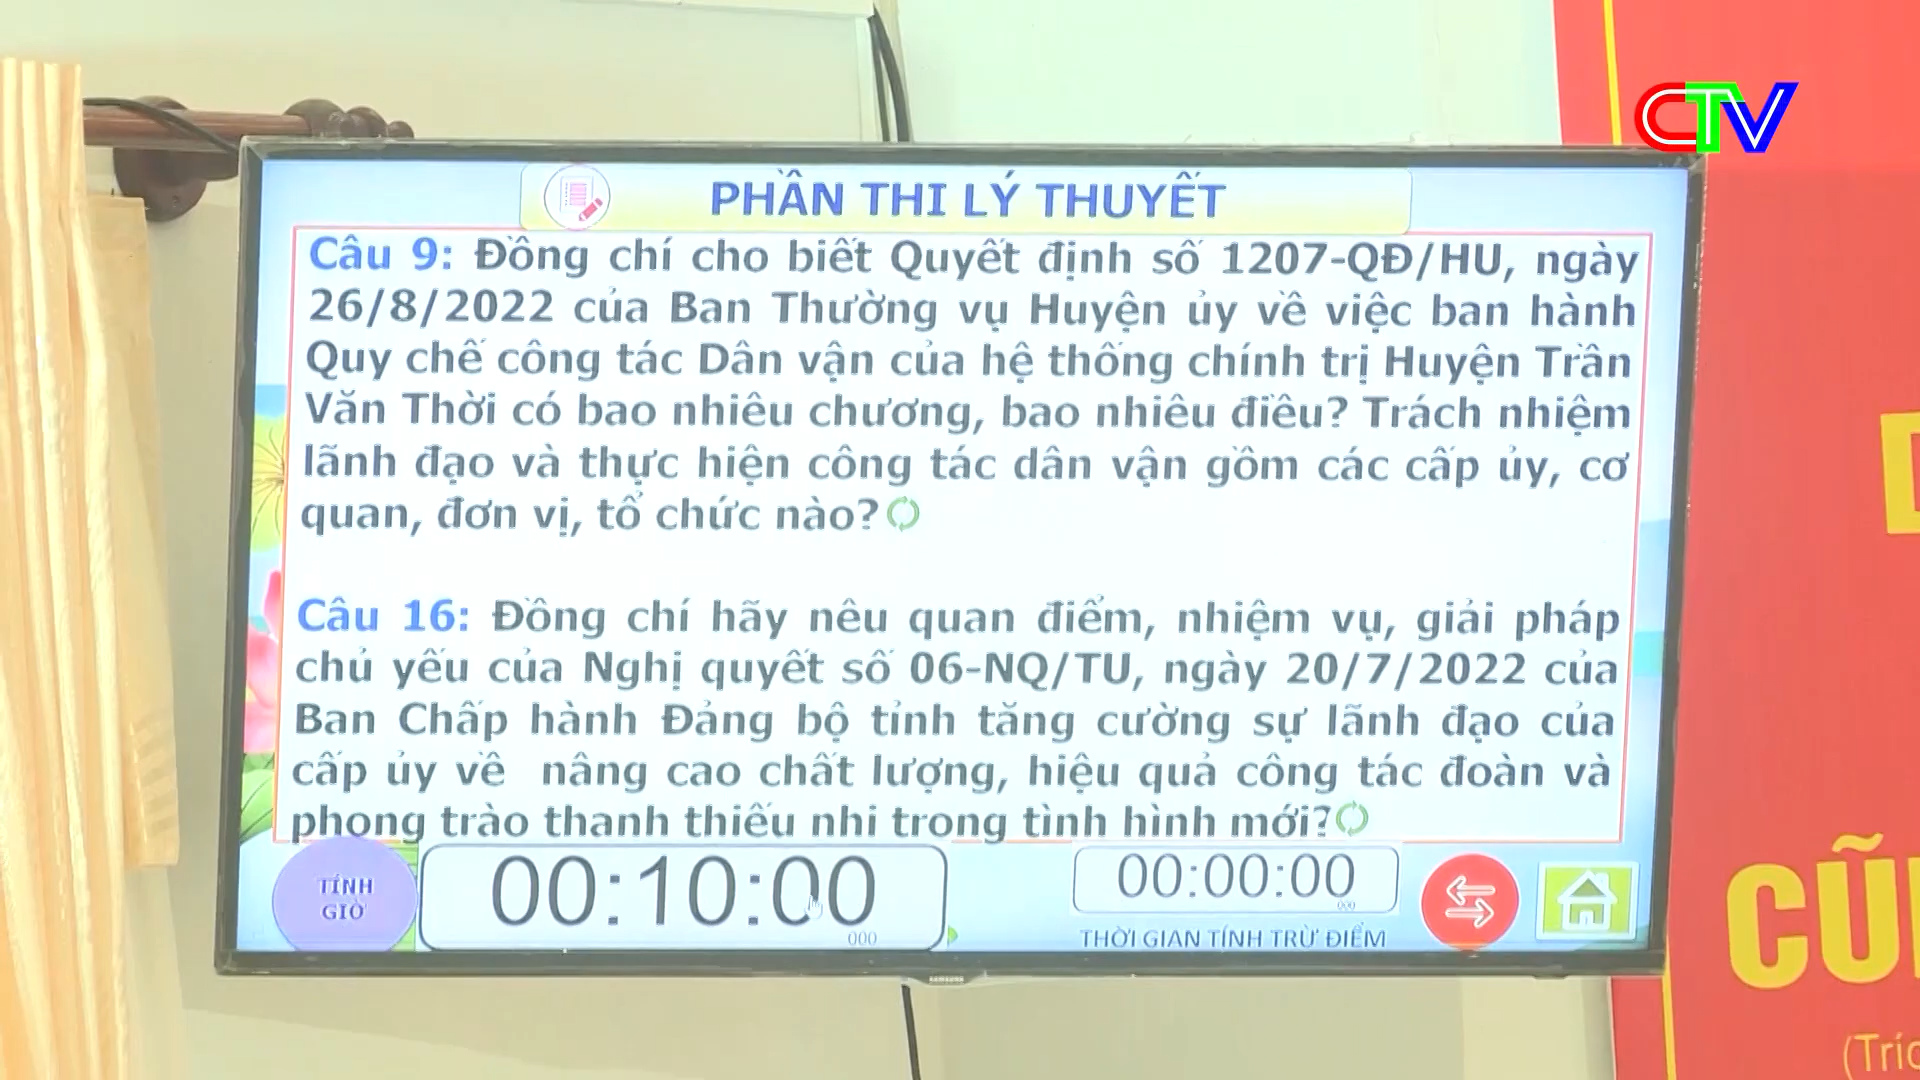 CTV
PHẦN THI LÝ THUYẾT
Câu 9: Đồng chí cho biết Quyết định số 1207-QĐ/HU, ngày
26/8/2022 của Ban Thường vụ Huyện ủy về việc ban hành
Quy chế công tác Dân vận của hệ thống chính trị Huyện Trần
Văn Thời có bao nhiêu chương, bao nhiêu điều? Trách nhiệm
lãnh đạo và thực hiện công tác dân vận gồm các cấp ủy, cơ
quan, đơn vị, tổ chức nào?
Câu 16: Đồng chí hãy nêu quan điểm, nhiệm vụ, giải pháp
chủ yếu của Nghị quyết số 06-NQ/TU, ngày 20/7/2022 của
Ban Chấp hành Đảng bộ tỉnh tăng cường sự lãnh đạo của
cấp ủy về nâng cao chất lượng, hiệu quả công tác đoàn và
phong trào thanh thiếu nhi trong tình hình mới?
TÍNH
GIỜ
00:10:00
000
00:00:00
000
THỜI GIAN TÍNH TRỪ ĐIỂM
SAMSUNG
CŨ